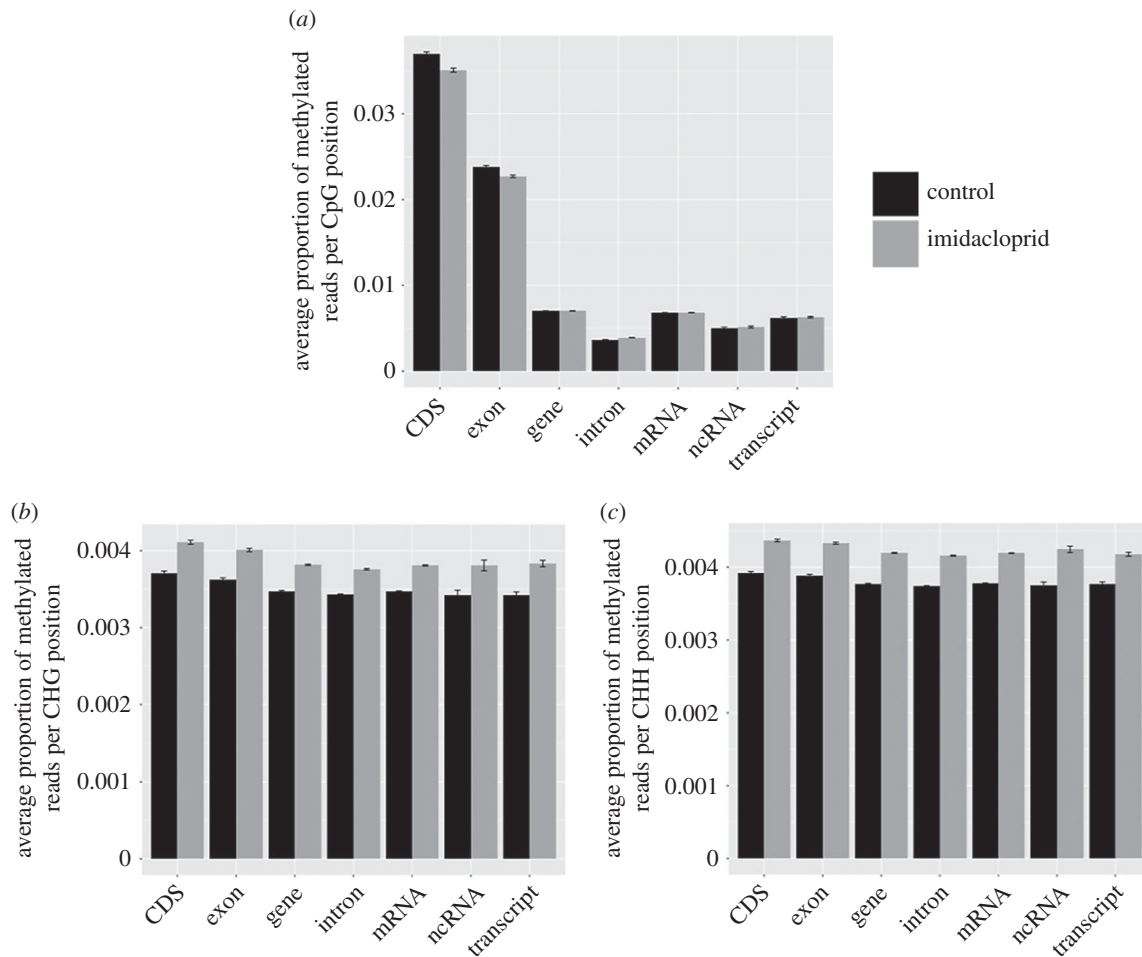 (a)
average proportion of methylated
reads per CpG position
0.03
0.02
0.01
0
CDS
exon
gene
intron
mRNA
ncRNA
transcript
control
imidacloprid
(b)
average proportion of methylated
reads per CHG position
0.004
0.003
0.002
0.001
0
CDS
exon
gene
intron
mRNA
ncRNA
transcript
(c)
average proportion of methylated
reads per CHH position
0.004
0.003
0.002
0.001
0
CDS
exon
gene
intron
mRNA
ncRNA
transcript